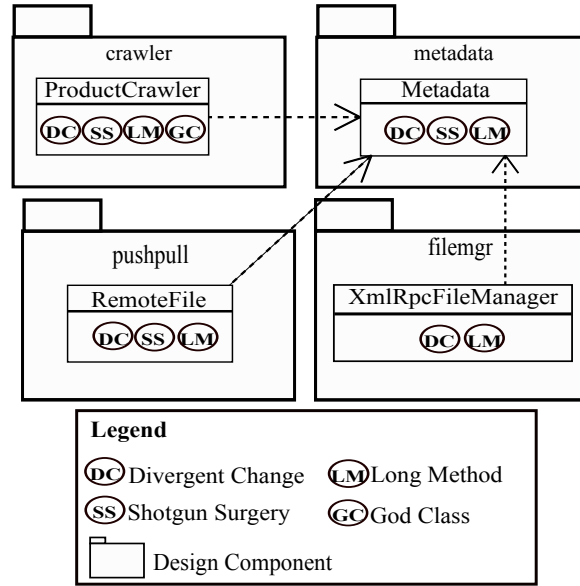 crawler
ProductCrawler
DC SS LM GC
metadata
Metadata
DC SS LM
pushpull
RemoteFile
DC SS LM
filemgr
XmlRpcFileManager
DC LM
Legend
DC Divergent Change
LM Long Method
SS Shotgun Surgery
GC God Class
Design Component